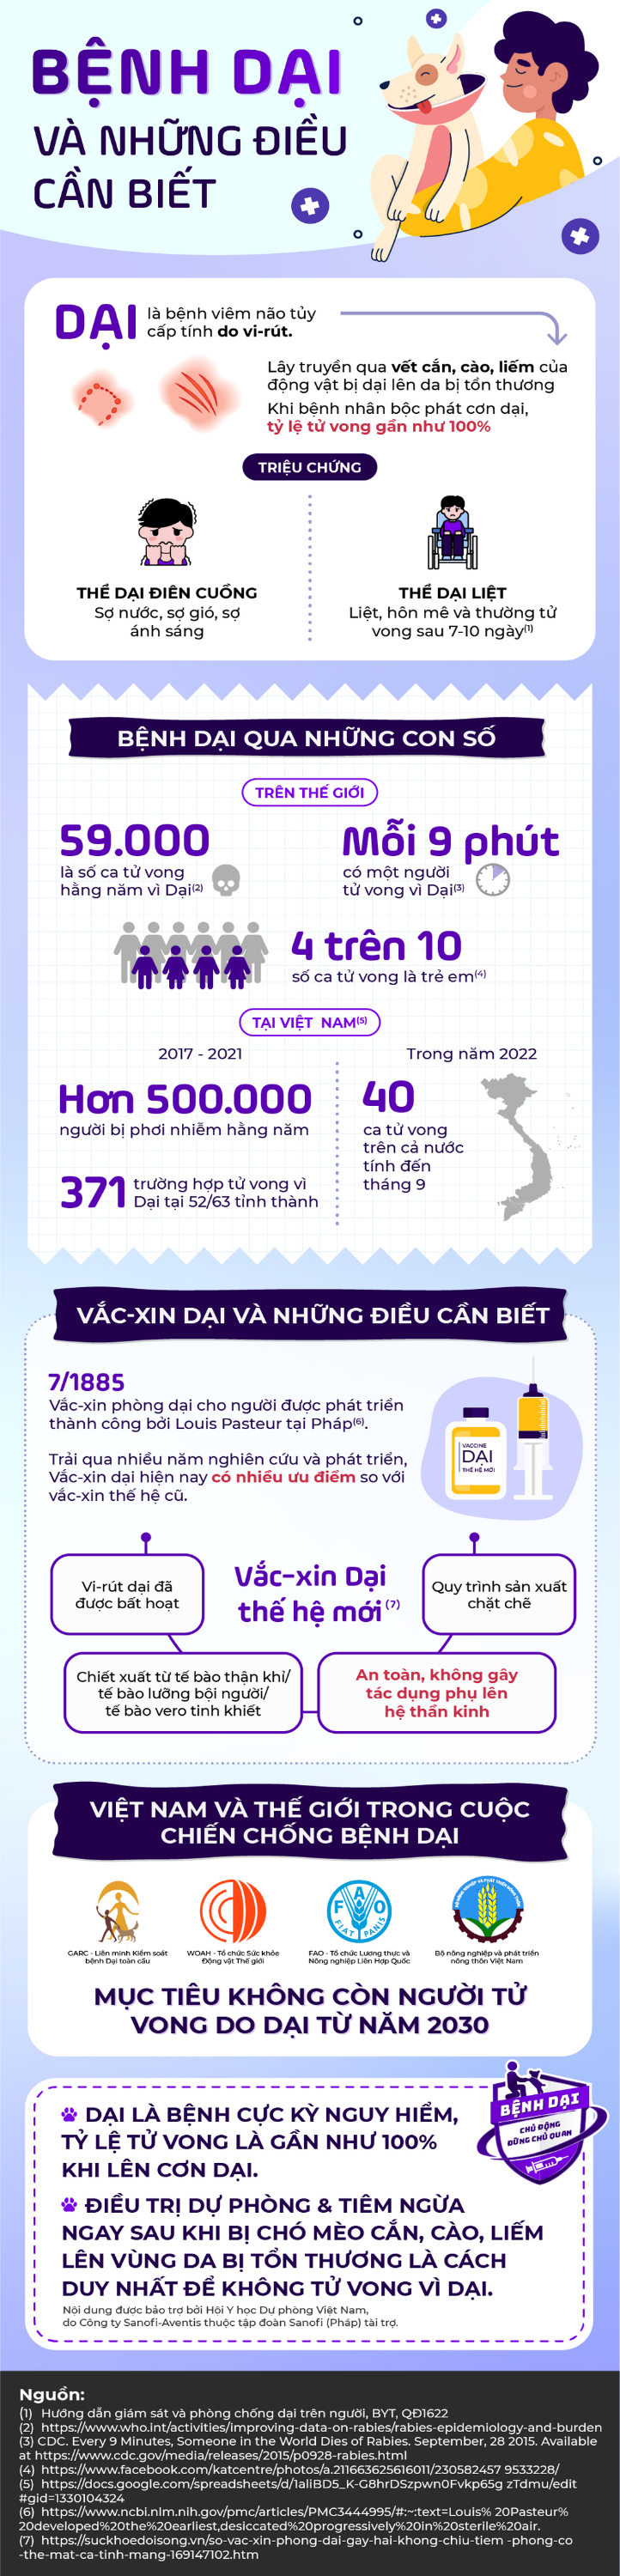 BỆNH DẠI
VÀ NHỮNG ĐIỀU
CẦN BIẾT
DẠI là bệnh viêm não tủy
cấp tính do vi-rút.
Lây truyền qua vết cắn, cào, liếm của
động vật bị dại lên da bị tổn thương
Khi bệnh nhân bộc phát cơn dại,
tỷ lệ tử vong gần như 100%
TRIỆU CHỨNG
THỂ DẠI ĐIÊN CUỒNG
Sợ nước, sợ gió, sợ
ánh sáng
THỂ DẠI LIỆT
Liệt, hôn mê và thường tử
vong sau 7-10 ngày(1)
BỆNH DẠI QUA NHỮNG CON SỐ
TRÊN THẾ GIỚI
59.000
là số ca tử vong
hằng năm vì Dại(2)
Mỗi 9 phút
có một người
tử vong vì Dại(3)
4 trên 10
số ca tử vong là trẻ em(4)
TẠI VIỆT NAM(5)
2017 - 2021
Hơn 500.000
người bị phơi nhiễm hằng năm
371 trường hợp tử vong vì
Dại tại 52/63 tỉnh thành
Trong năm 2022
40
ca tử vong
trên cả nước
tính đến
tháng 9
VẮC-XIN DẠI VÀ NHỮNG ĐIỀU CẦN BIẾT
7/1885
Vắc-xin phòng dại cho người được phát triển
thành công bởi Louis Pasteur tại Pháp(6).
Trải qua nhiều năm nghiên cứu và phát triển,
Vắc-xin dại hiện nay có nhiều ưu điểm so với
vắc-xin thế hệ cũ.
VACCINE
DẠI
THẾ HỆ MỚI
Vi-rút dại đã
được bất hoạt
Vắc-xin Dại
thế hệ mới (7)
Quy trình sản xuất
chặt chẽ
Chiết xuất từ tế bào thận khỉ/
tế bào lưỡng bội người/
tế bào vero tinh khiết
An toàn, không gây
tác dụng phụ lên
hệ thần kinh
VIỆT NAM VÀ THẾ GIỚI TRONG CUỘC
CHIẾN CHỐNG BỆNH DẠI
FAO
FIAT PANIS
GARC - Liên minh Kiểm soát
bệnh Dại toàn cầu
WOAH - Tổ chức Sức khỏe
Động vật Thế giới
FAO - Tổ chức Lương thực và
Nông nghiệp Liên Hợp Quốc
Bộ nông nghiệp và phát triển
nông thôn Việt Nam
MỤC TIÊU KHÔNG CÒN NGƯỜI TỬ
VONG DO DẠI TỪ NĂM 2030
BỆNH DẠI
CHỦ ĐỘNG
ĐỪNG CHỦ QUAN
DẠI LÀ BỆNH CỰC KỲ NGUY HIỂM,
TỶ LỆ TỬ VONG LÀ GẦN NHƯ 100%
KHI LÊN CƠN DẠI.
ĐIỀU TRỊ DỰ PHÒNG & TIÊM NGỪA
NGAY SAU KHI BỊ CHÓ MÈO CẮN, CÀO, LIẾM
LÊN VÙNG DA BỊ TỔN THƯƠNG LÀ CÁCH
DUY NHẤT ĐỂ KHÔNG TỬ VONG VÌ DẠI.
Nội dung được bảo trợ bởi Hội Y học Dự phòng Việt Nam,
do Công ty Sanofi-Aventis thuộc tập đoàn Sanofi (Pháp) tài trợ.
Nguồn:
(1) Hướng dẫn giám sát và phòng chống dại trên người, BYT, QĐ1622
(2) https://www.who.int/activities/improving-data-on-rabies/rabies-epidemiology-and-burden
(3) CDC. Every 9 Minutes, Someone in the World Dies of Rabies. September, 28 2015. Available
at https://www.cdc.gov/media/releases/2015/p0928-rabies.html
(4) https://www.facebook.com/katcentre/photos/a.211663625616011/230582457 9533228/
(5) https://docs.google.com/spreadsheets/d/1aliBD5_K-G8hrDSzpwn0Fvkp65g zTdmu/edit
#gid=1330104324
(6) https://www.ncbi.nlm.nih.gov/pmc/articles/PMC3444995/#:~:text=Louis% 20Pasteur%
20developed%20the%20earliest,desiccated%20progressively%20in%20sterile%20air.
(7) https://suckhoedoisong.vn/so-vac-xin-phong-dai-gay-hai-khong-chiu-tiem -phong-co
-the-mat-ca-tinh-mang-169147102.htm